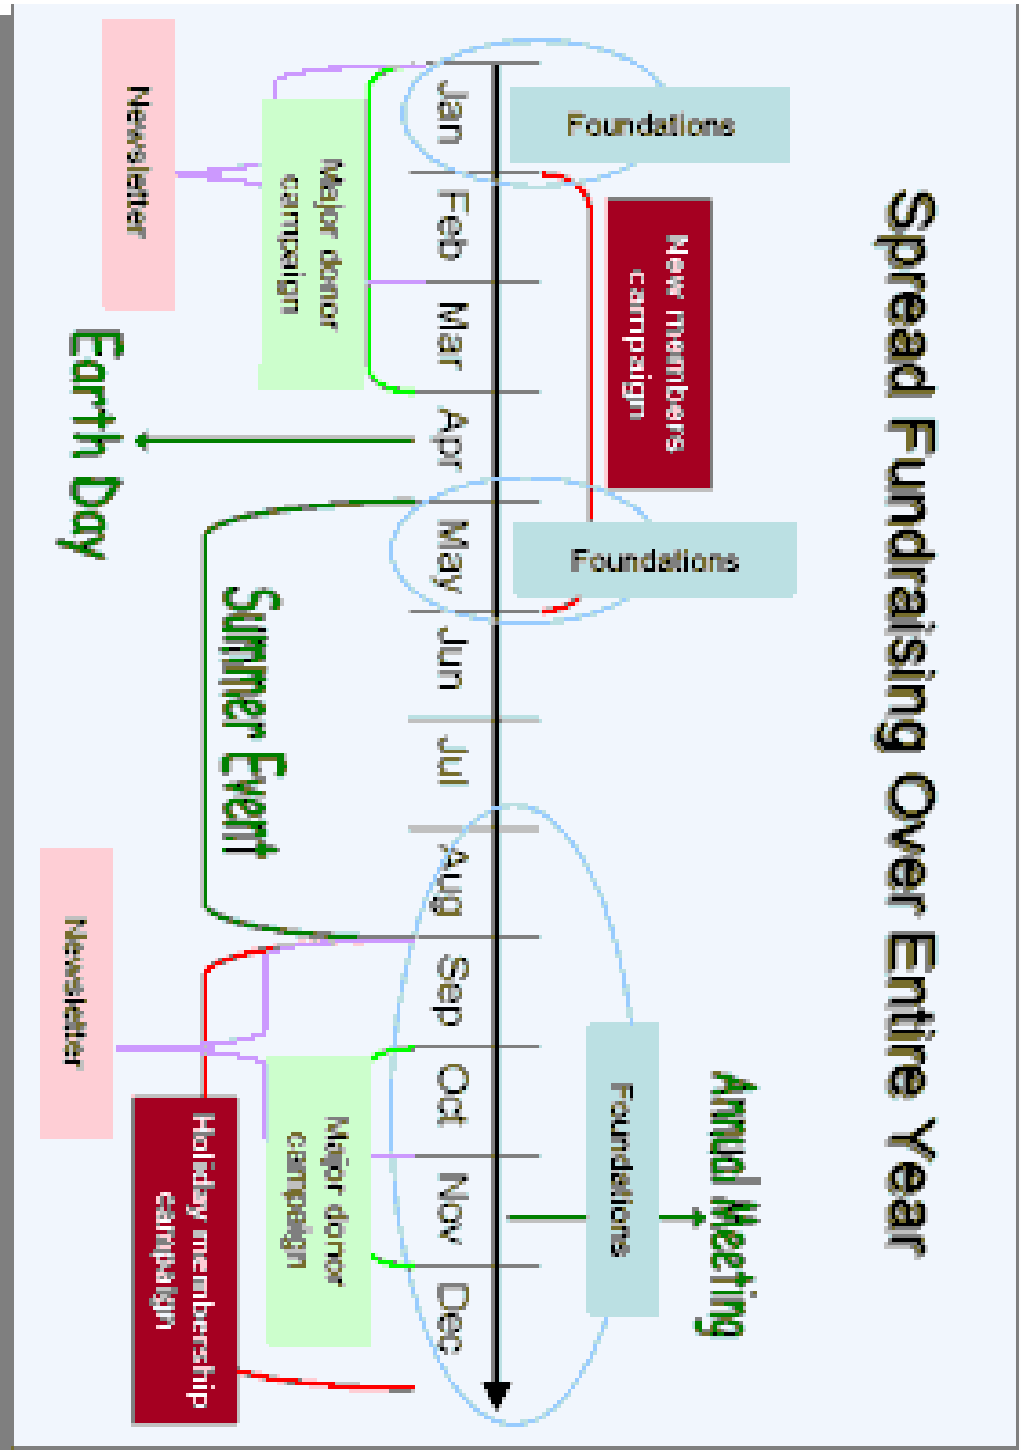 Spread Fundraising Over Entire Year
Foundations
New members
campaign
Foundations
Annual Meeting
Foundations
Jan
Feb
Mar
Apr
May
Jun
Jul
Aug
Sep
Oct
Nov
Dec
Major donor
campaign
Newsletter
Earth Day
Summer Event
Major donor
campaign
Newsletter
Holiday membership
campaign